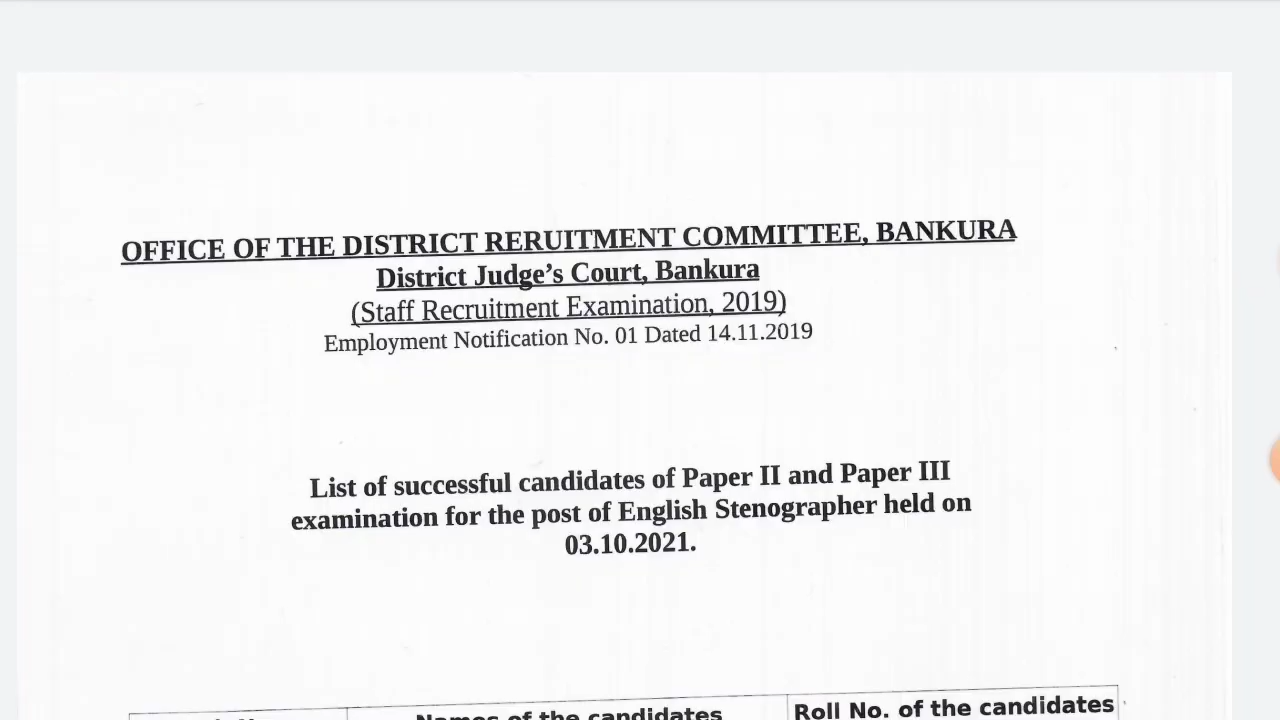 OFFICE OF THE DISTRICT RERUITMENT COMMITTEE, BANKURA
District Judge’s Court, Bankura
(Staff Recruitment Examination, 2019)
Employment Notification No. 01 Dated 14.11.2019
List of successful candidates of Paper II and Paper III
examination for the post of English Stenographer held on
03.10.2021.
Names of the candidates Roll No. of the candidates